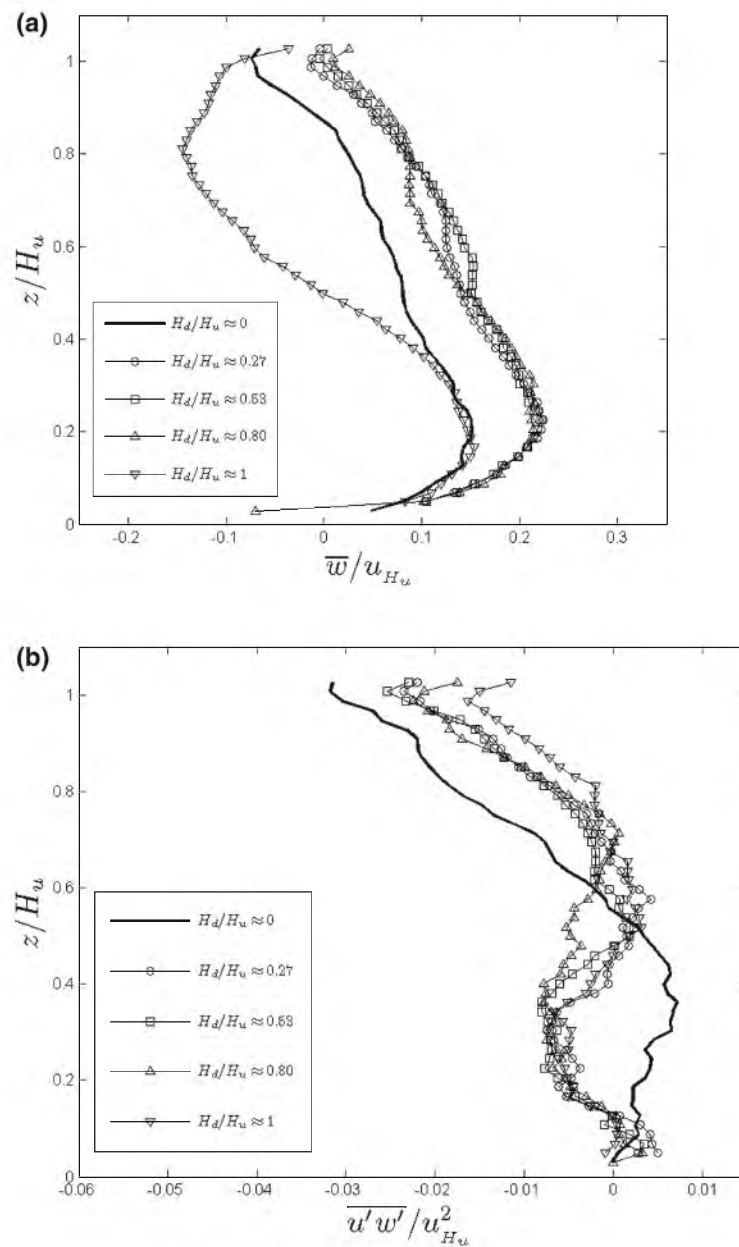 (a)
1
0.8
0.6
0.4
0.2
0
z/H_u
H_d/H_u ≈ 0
H_d/H_u ≈ 0.27
H_d/H_u ≈ 0.53
H_d/H_u ≈ 0.80
H_d/H_u ≈ 1
-0.2 -0.1 0 0.1 0.2 0.3
w̅/u_{H_u}
(b)
1
0.8
0.6
0.4
0.2
0
z/H_u
H_d/H_u ≈ 0
H_d/H_u ≈ 0.27
H_d/H_u ≈ 0.53
H_d/H_u ≈ 0.80
H_d/H_u ≈ 1
-0.06 -0.05 -0.04 -0.03 -0.02 -0.01 0 0.01
\overline{u'w'}/u²_{H_u}